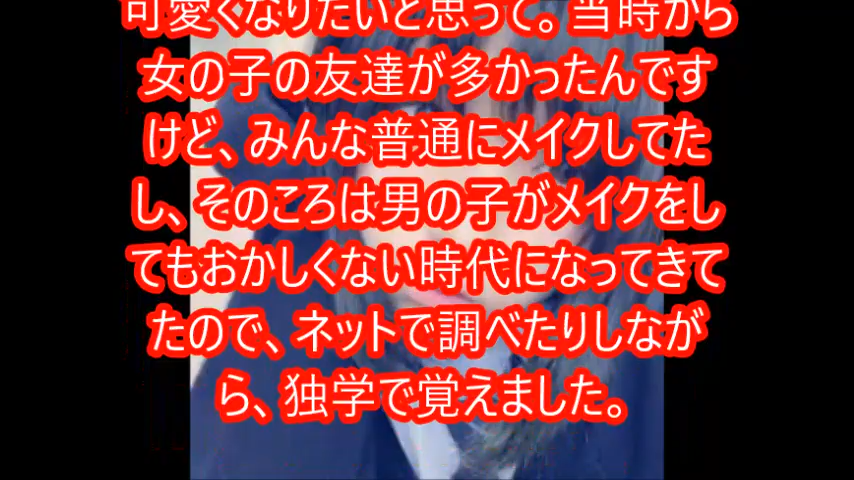 可愛くなりたいと思って。当時から
女の子の友達が多かったんです
けど、みんな普通にメイクしてた
し、そのころは男の子がメイクをし
てもおかしくない時代になってきて
たので、ネットで調べたりしなが
ら、独学で覚えました。